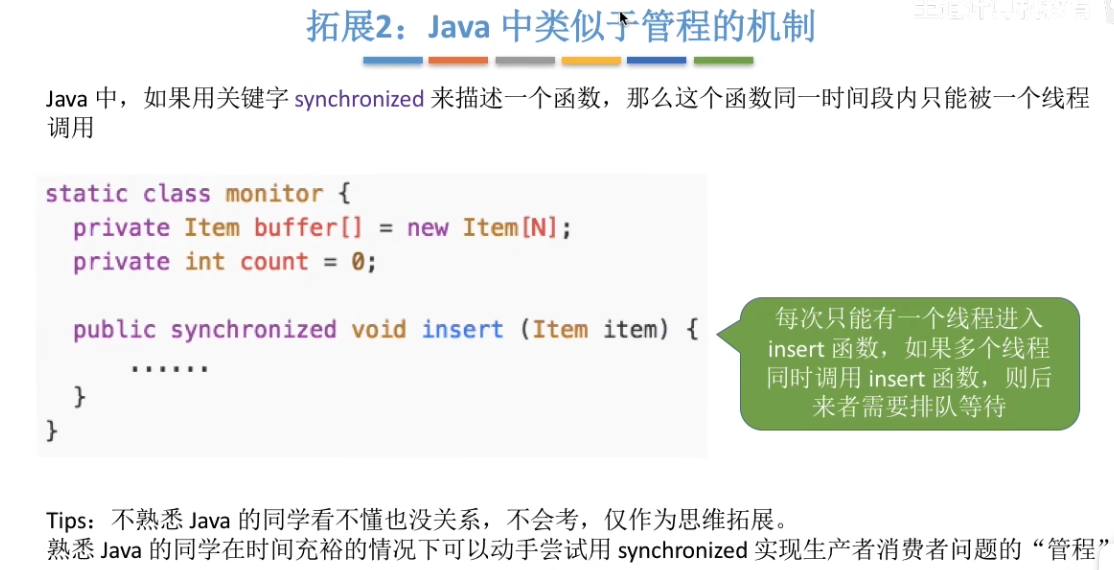 拓展2：Java 中类似于管程的机制
Java 中，如果用关键字 synchronized 来描述一个函数，那么这个函数同一时间段内只能被一个线程
调用
static class monitor {
private Item buffer[] = new Item[N];
private int count = 0;
public synchronized void insert (Item item) {
......
}
}
每次只能有一个线程进入
insert 函数，如果多个线程
同时调用 insert 函数，则后
来者需要排队等待
Tips：不熟悉 Java 的同学看不懂也没关系，不会考，仅作为思维拓展。
熟悉 Java 的同学在时间充裕的情况下可以动手尝试用 synchronized 实现生产者消费者问题的“管程”